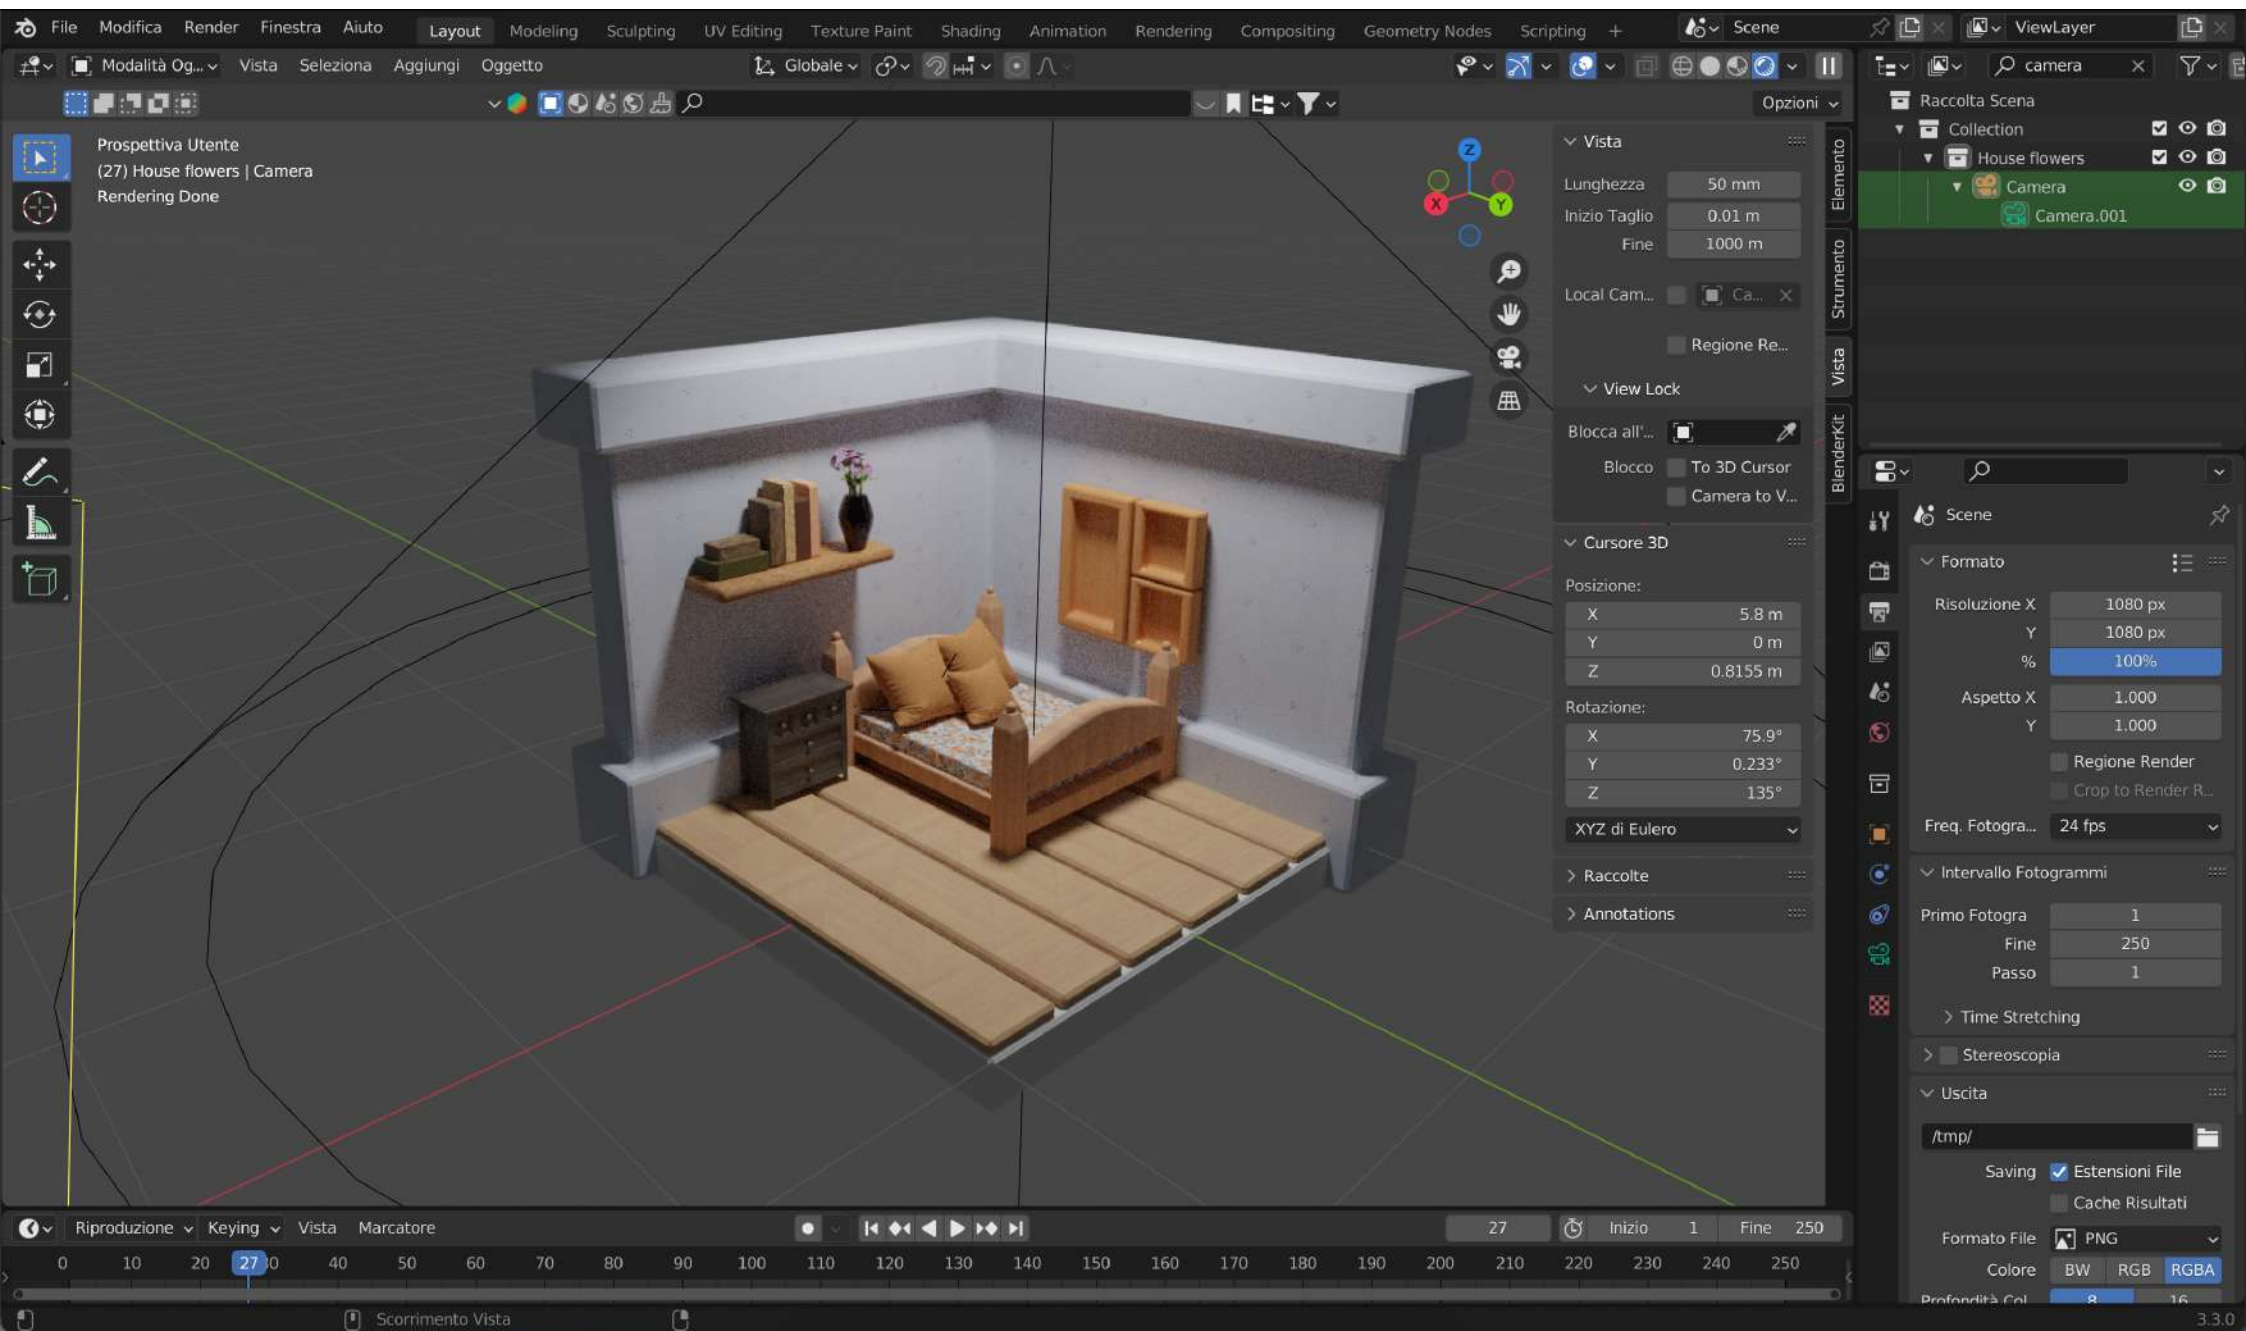 File Modifica Render Finestra Aiuto Layout Modeling Sculpting UV Editing Texture Paint Shading Animation Rendering Compositing Geometry Nodes Scripting + Scene ViewLayer
Modalità Og... Vista Seleziona Aggiungi Oggetto Globale camera
Opzioni
Prospettiva Utente
(27) House flowers | Camera
Rendering Done
Z
X
Y
Vista
Lunghezza 50 mm
Inizio Taglio 0.01 m
Fine 1000 m
Local Cam... Ca...
Regione Re...
View Lock
Blocca all'...
Blocco To 3D Cursor
Camera to V...
Cursore 3D
Posizione:
X 5.8 m
Y 0 m
Z 0.8155 m
Rotazione:
X 75.9°
Y 0.233°
Z 135°
XYZ di Eulero
Raccolte
Annotations
Elemento
Strumento
Vista
BlenderKit
Raccolta Scena
Collection
House flowers
Camera
Camera.001
Scene
Formato
Risoluzione X 1080 px
Y 1080 px
% 100%
Aspetto X 1.000
Y 1.000
Regione Render
Crop to Render R...
Freq. Fotogra... 24 fps
Intervallo Fotogrammi
Primo Fotogra 1
Fine 250
Passo 1
Time Stretching
Stereoscopia
Uscita
/tmp/
Saving Estensioni File
Cache Risultati
Formato File PNG
Colore BW RGB RGBA
Profondità Col 8 16
Riproduzione Keying Vista Marcatore 27 Inizio 1 Fine 250
0 10 20 27 40 50 60 70 80 90 100 110 120 130 140 150 160 170 180 190 200 210 220 230 240 250
Scorrimento Vista 3.3.0